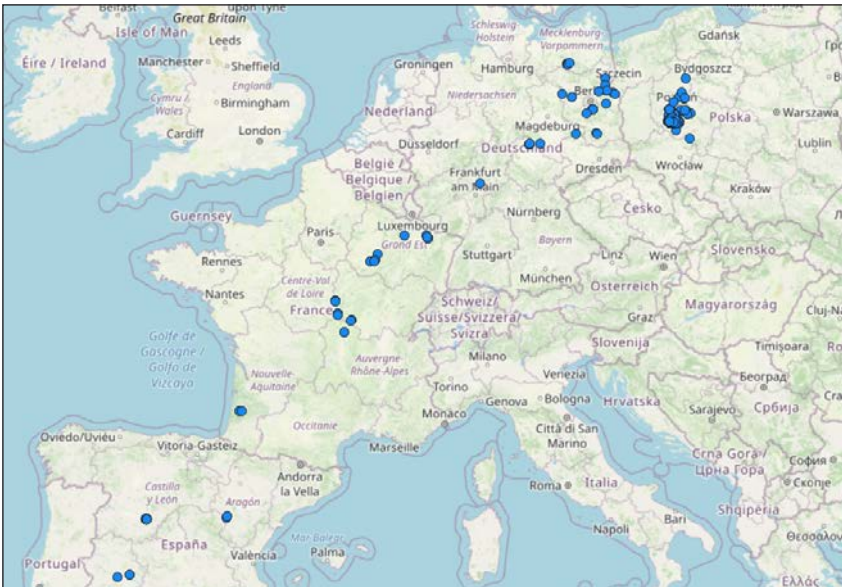 Belfast
upon Tyne
Great Britain
Isle of Man
Leeds
Éire / Ireland
Manchester
Sheffield
England
Cymru /
Wales
Birmingham
Cardiff
London
Guernsey
Schleswig
Holstein
Mecklenburg-
Vorpommern
Groningen
Hamburg
Szczecin
Gdańsk
Bydgoszcz
Nederland
Niedersachsen
Poznań
Warszawa
Magdeburg
Polska
Lublin
Düsseldorf
Deutschland
Dresden
Wrocław
België /
Belgique /
Belgien
Frankfurt
am Main
Kraków
Luxembourg
Nürnberg
Česko
Paris
Grand Est
Bayern
Slovensko
Rennes
Stuttgart
Linz
Wien
Nantes
Centre-Val
de Loire
München
Österreich
Magyarország
France
Schweiz/
Suisse/Svizzera/
Svizra
Graz
Cluj-Na
Golfe de
Gascogne /
Golfo de
Vizcaya
Slovenija
Timișoara
Nouvelle-
Aquitaine
Auvergne-
Rhône-Alpes
Milano
Venezia
Torino
Genova
Bologna
Hrvatska
Београд
Occitanie
Monaco
Città di San
Marino
Sarajevo
Србија
Oviedo/Uviéu
Vitoria-Gasteiz
Marseille
Andorra
la Vella
Crna Gora /
Црна Гора
София
Скопје
Castilla
y León
Aragón
Roma
Italia
Shqipëria
España
Mar Balear
Napoli
Bari
Portugal
València
Palma
Θεσσαλο
Ελλάς